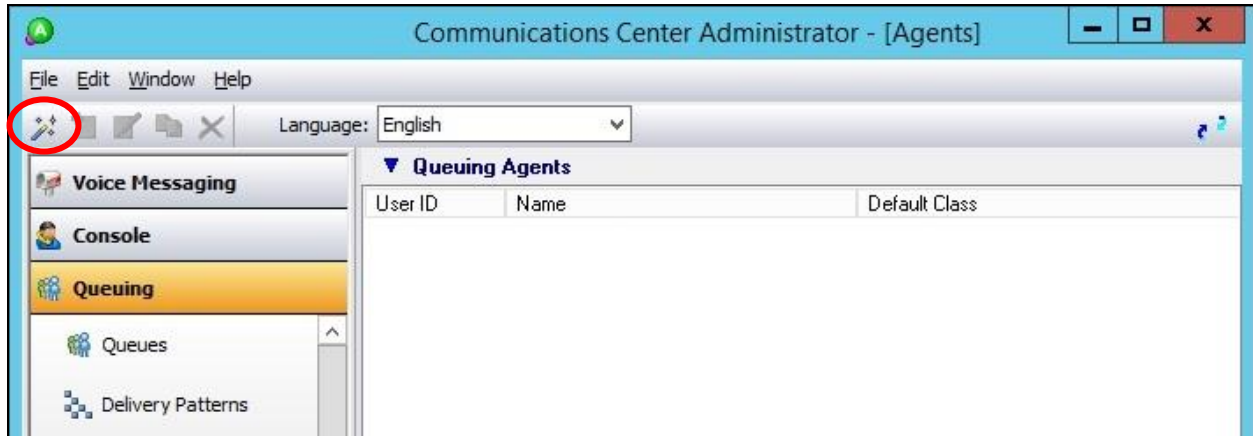 Communications Center Administrator - [Agents]
File Edit Window Help
Language: English
Voice Messaging
Console
Queuing
Queues
Delivery Patterns
Queuing Agents
User ID Name Default Class